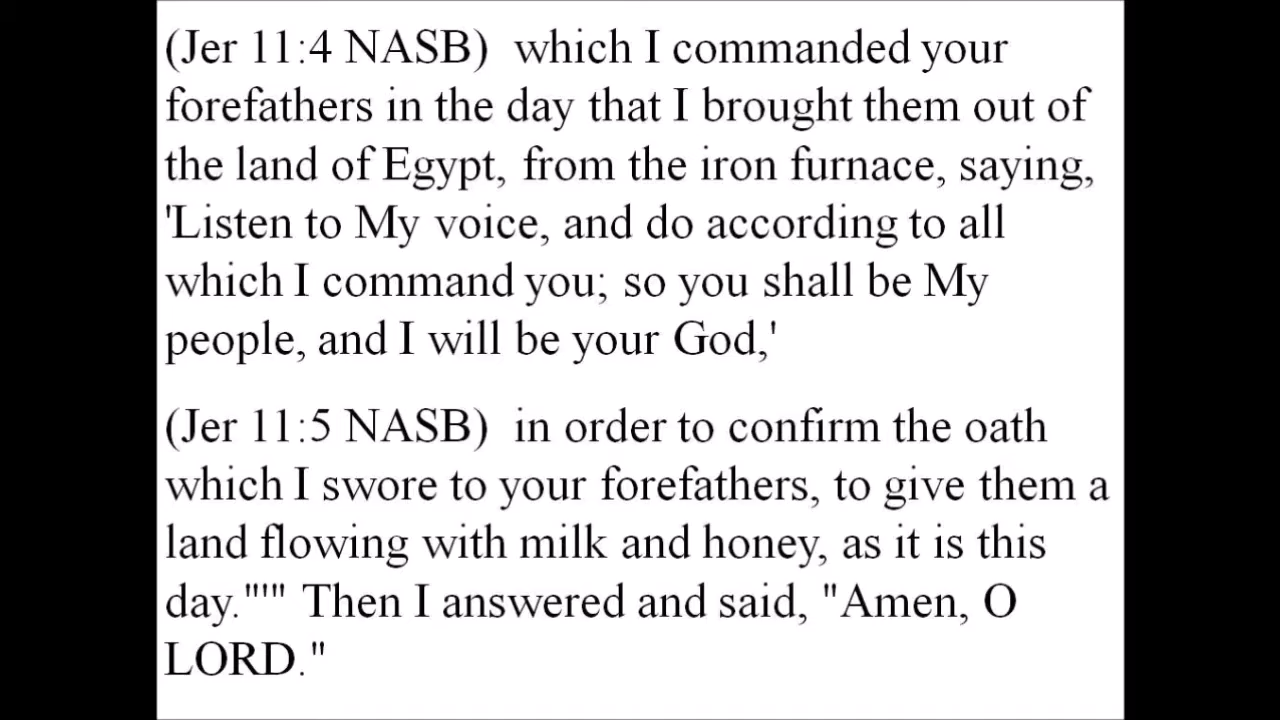 (Jer 11:4 NASB)  which I commanded your
forefathers in the day that I brought them out of
the land of Egypt, from the iron furnace, saying,
'Listen to My voice, and do according to all
which I command you; so you shall be My
people, and I will be your God,'
(Jer 11:5 NASB)  in order to confirm the oath
which I swore to your forefathers, to give them a
land flowing with milk and honey, as it is this
day."'" Then I answered and said, "Amen, O
LORD."